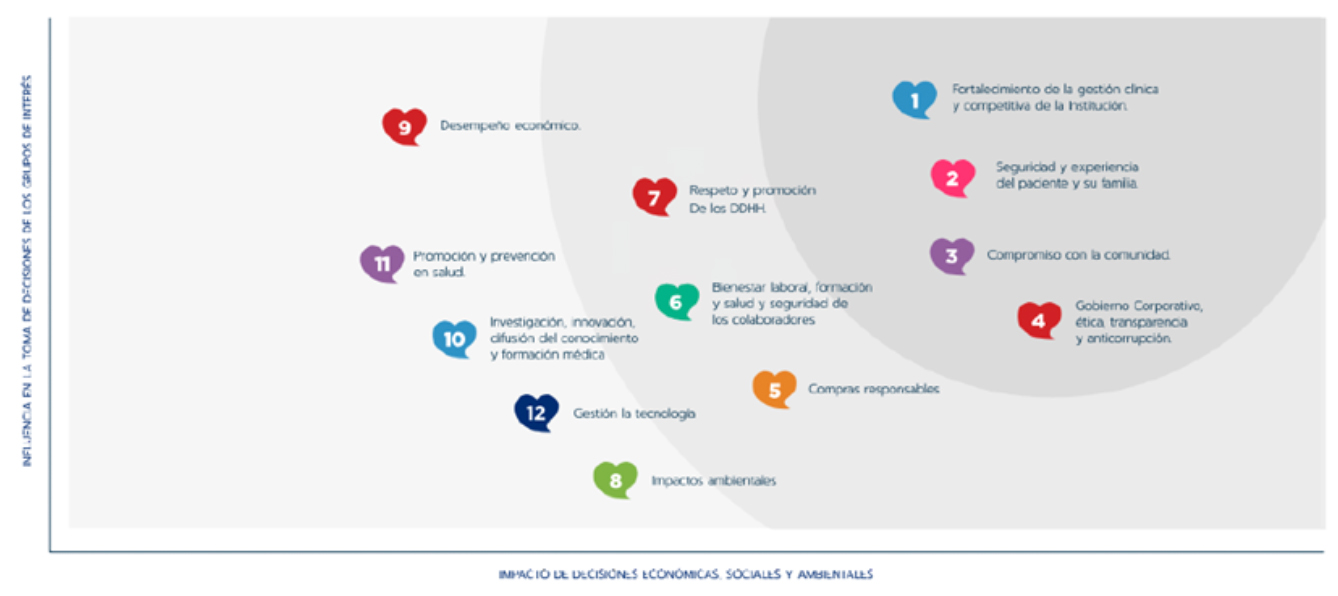 INFLUENCIA EN LA TOMA DE DECISIONES DE LOS GRUPOS DE INTERÉS
1
Fortalecimiento de la gestión clínica
y competitiva de la Institución.
9
Desempeño económico.
2
Seguridad y experiencia
del paciente y su familia.
7
Respeto y promoción
De los DDHH.
3
Compromiso con la comunidad.
11
Promoción y prevención
en salud.
6
Bienestar laboral, formación
y salud y seguridad de
los colaboradores
4
Gobierno Corporativo,
ética, transparencia
y anticorrupción.
10
Investigación, innovación,
difusión del conocimiento
y formación médica
5
Compras responsables
12
Gestión la tecnología
8
Impactos ambientales
IMPACTO DE DECISIONES ECONÓMICAS, SOCIALES Y AMBIENTALES